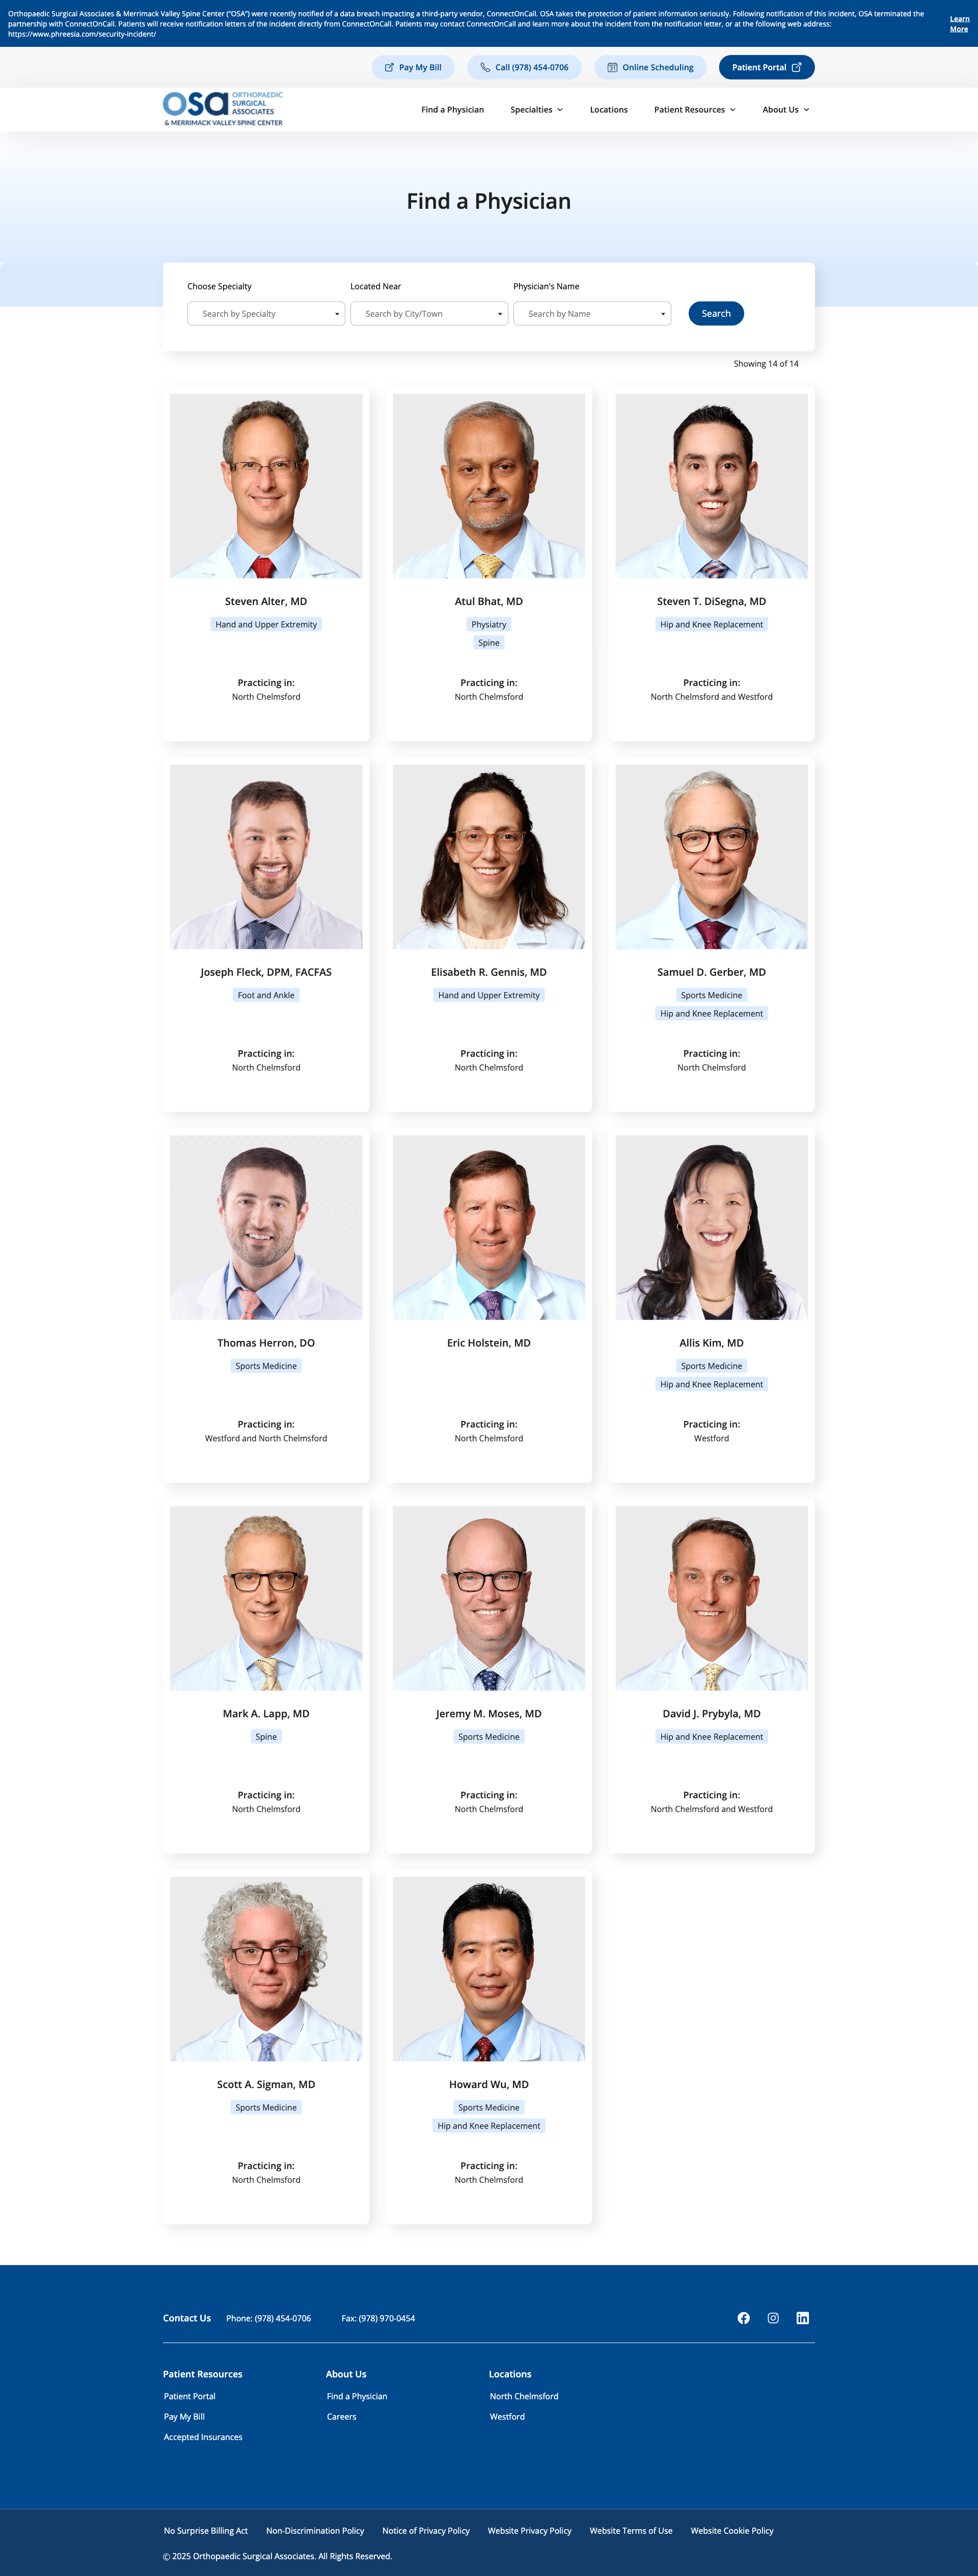 Orthopaedic Surgical Associates & Merrimack Valley Spine Center (“OSA”) were recently notified of a data breach impacting a third-party vendor, ConnectOnCall. OSA takes the protection of patient information seriously. Following notification of this incident, OSA terminated the
partnership with ConnectOnCall. Patients will receive notification letters of the incident directly from ConnectOnCall. Patients may contact ConnectOnCall and learn more about the incident from the notification letter, or at the following web address:
https://www.phreesia.com/security-incident/
Learn
More
Pay My Bill
Call (978) 454-0706
Online Scheduling
Patient Portal
OSA ORTHOPAEDIC
SURGICAL
ASSOCIATES
& MERRIMACK VALLEY SPINE CENTER
Find a Physician
Specialties
Locations
Patient Resources
About Us
Find a Physician
Choose Specialty
Located Near
Physician's Name
Search by Specialty
Search by City/Town
Search by Name
Search
Showing 14 of 14
Steven Alter, MD
Hand and Upper Extremity
Practicing in:
North Chelmsford
Atul Bhat, MD
Physiatry
Spine
Practicing in:
North Chelmsford
Steven T. DiSegna, MD
Hip and Knee Replacement
Practicing in:
North Chelmsford and Westford
Joseph Fleck, DPM, FACFAS
Foot and Ankle
Practicing in:
North Chelmsford
Elisabeth R. Gennis, MD
Hand and Upper Extremity
Practicing in:
North Chelmsford
Samuel D. Gerber, MD
Sports Medicine
Hip and Knee Replacement
Practicing in:
North Chelmsford
Thomas Herron, DO
Sports Medicine
Practicing in:
Westford and North Chelmsford
Eric Holstein, MD
Practicing in:
North Chelmsford
Allis Kim, MD
Sports Medicine
Hip and Knee Replacement
Practicing in:
Westford
Mark A. Lapp, MD
Spine
Practicing in:
North Chelmsford
Jeremy M. Moses, MD
Sports Medicine
Practicing in:
North Chelmsford
David J. Prybyla, MD
Hip and Knee Replacement
Practicing in:
North Chelmsford and Westford
Scott A. Sigman, MD
Sports Medicine
Practicing in:
North Chelmsford
Howard Wu, MD
Sports Medicine
Hip and Knee Replacement
Practicing in:
North Chelmsford
Contact Us
Phone: (978) 454-0706
Fax: (978) 970-0454
Patient Resources
Patient Portal
Pay My Bill
Accepted Insurances
About Us
Find a Physician
Careers
Locations
North Chelmsford
Westford
No Surprise Billing Act
Non-Discrimination Policy
Notice of Privacy Policy
Website Privacy Policy
Website Terms of Use
Website Cookie Policy
© 2025 Orthopaedic Surgical Associates. All Rights Reserved.